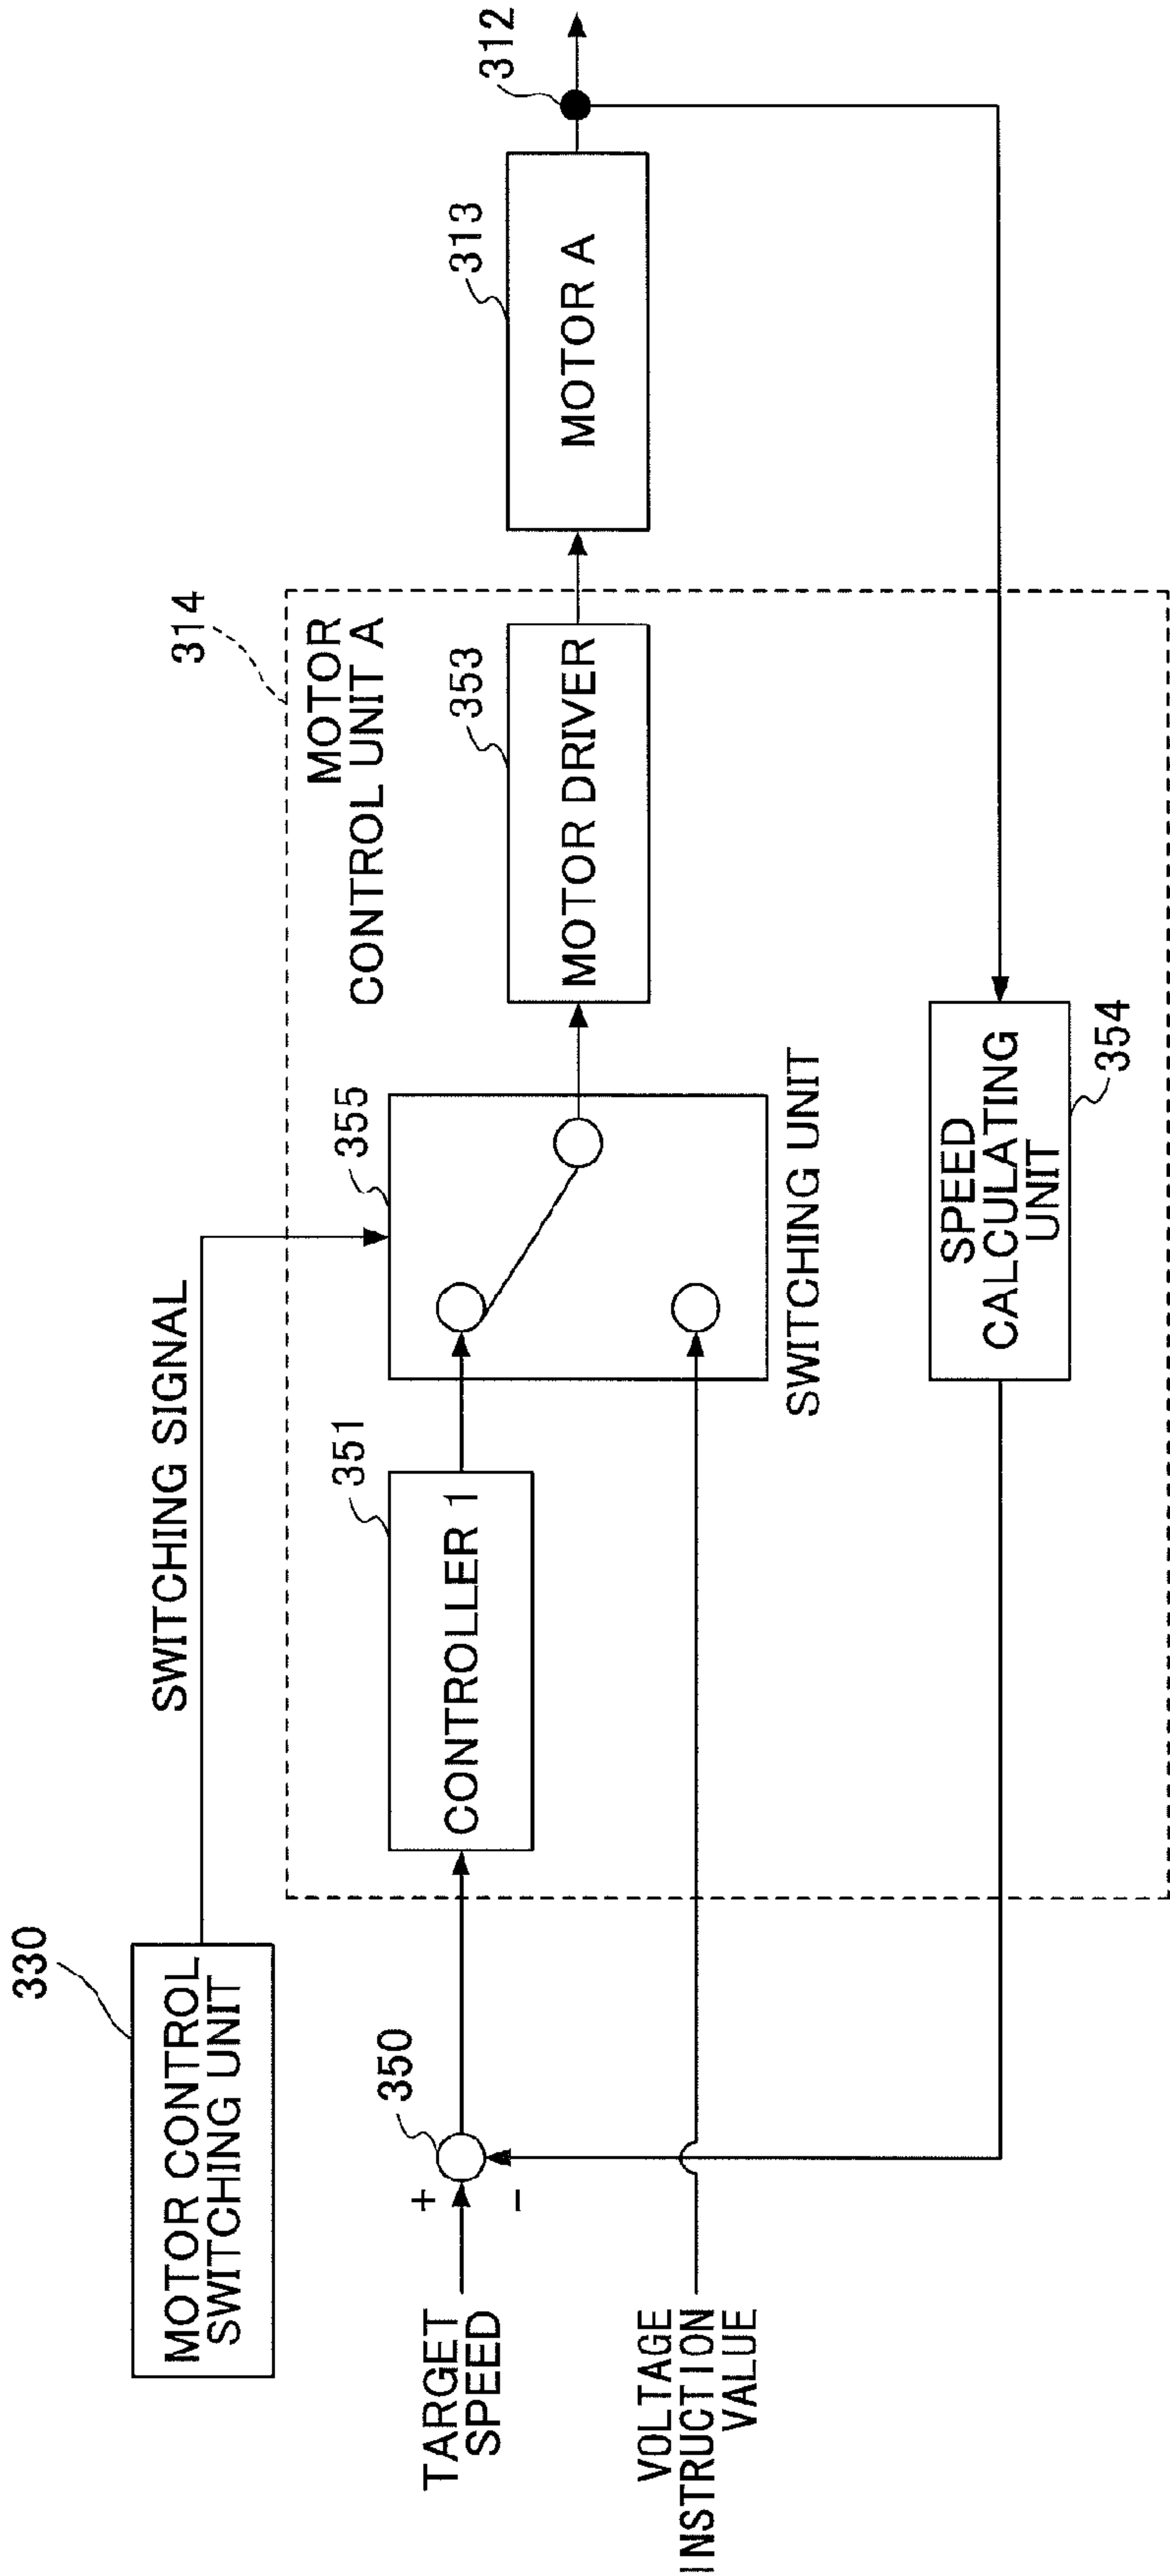 330
MOTOR CONTROL
SWITCHING UNIT
SWITCHING SIGNAL
314
MOTOR
CONTROL UNIT A
350
+
−
TARGET
SPEED
VOLTAGE
INSTRUCTION
VALUE
351
CONTROLLER 1
355
SWITCHING UNIT
353
MOTOR DRIVER
313
MOTOR A
312
SPEED
CALCULATING
UNIT
354